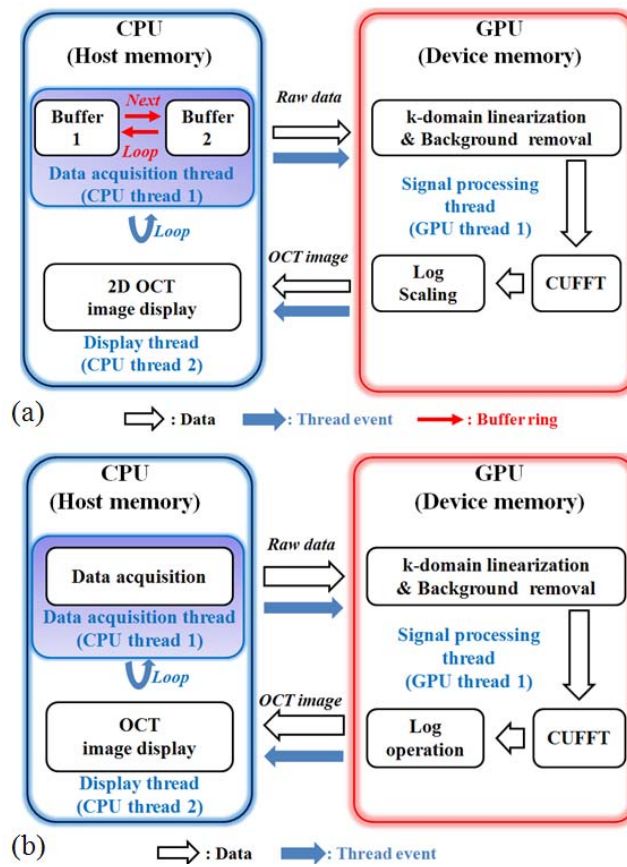 CPU
(Host memory)
GPU
(Device memory)
Buffer
1
Next
Loop
Buffer
2
Data acquisition thread
(CPU thread 1)
Raw data
k-domain linearization
& Background removal
Signal processing
thread
(GPU thread 1)
Loop
OCT image
2D OCT
image display
Log
Scaling
CUFFT
Display thread
(CPU thread 2)
(a)
: Data
: Thread event
: Buffer ring
CPU
(Host memory)
GPU
(Device memory)
Raw data
Data acquisition
k-domain linearization
& Background removal
Data acquisition thread
(CPU thread 1)
Signal processing
thread
(GPU thread 1)
Loop
OCT image
OCT
image display
Log
operation
CUFFT
Display thread
(CPU thread 2)
(b)
: Data
: Thread event